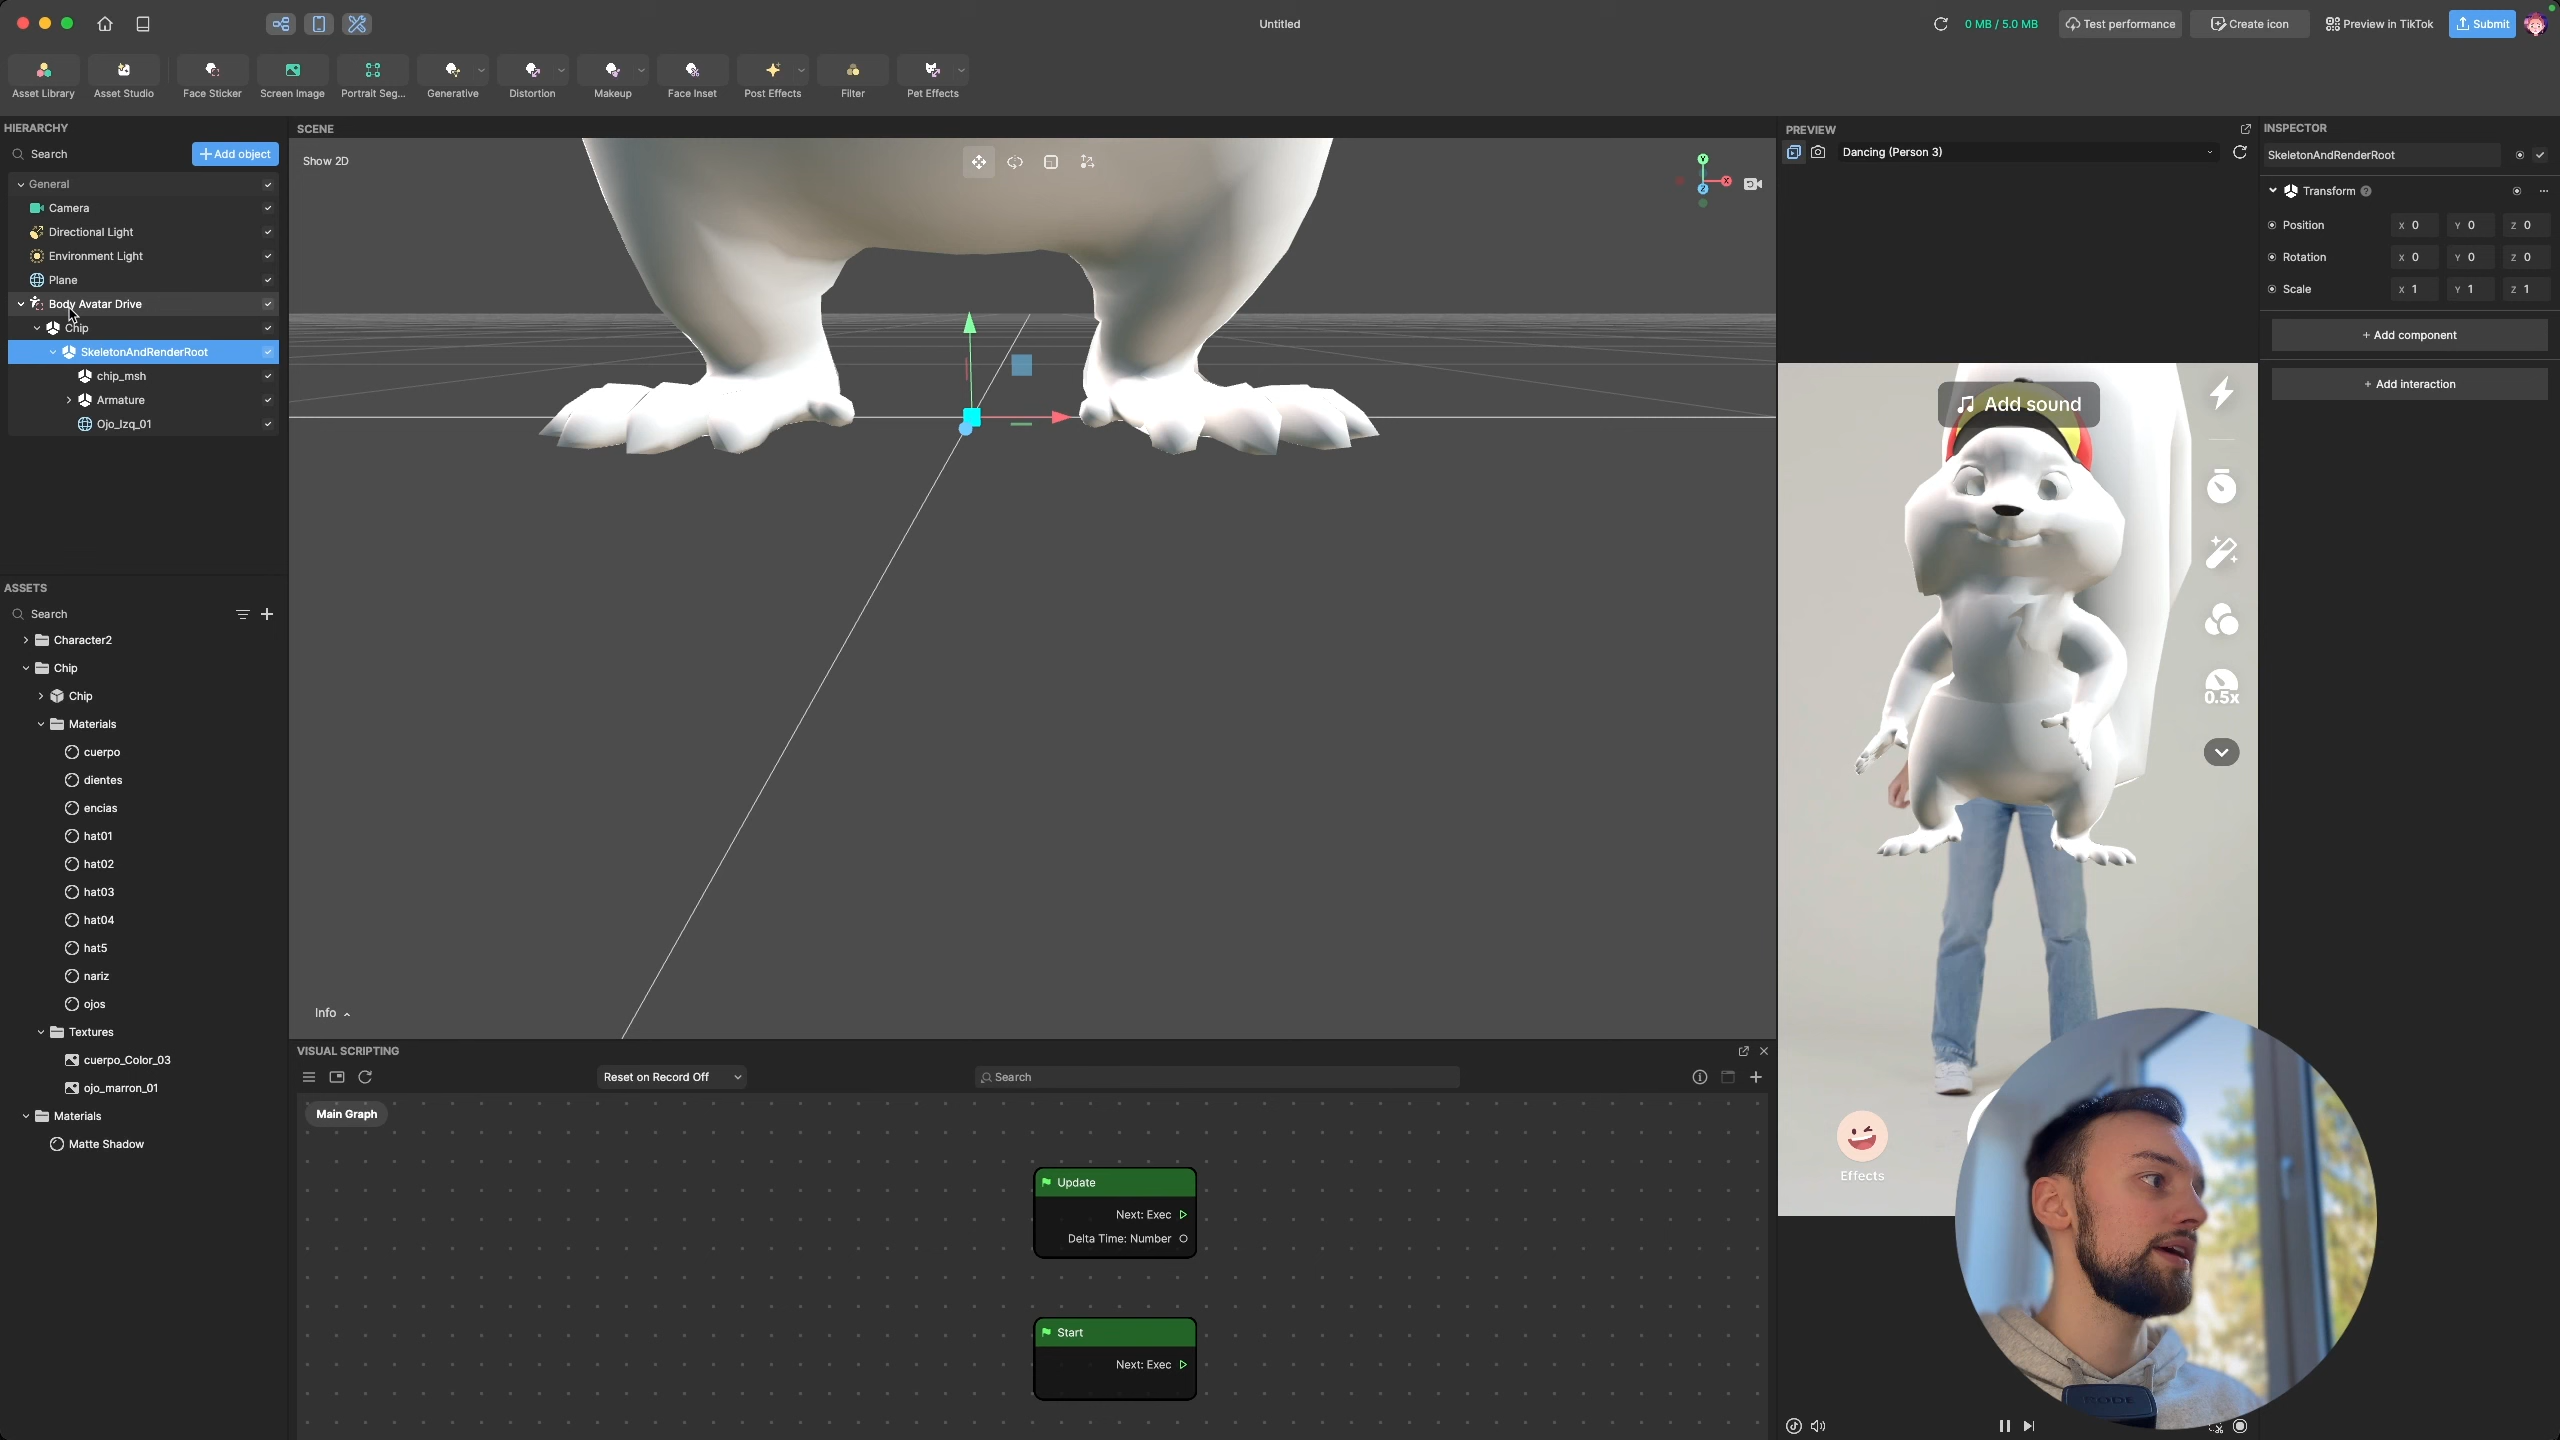 Untitled
0 MB / 5.0 MB
Test performance
Create icon
Preview in TikTok
Submit
Asset Library
Asset Studio
Face Sticker
Screen Image
Portrait Seg...
Generative
Distortion
Makeup
Face Inset
Post Effects
Filter
Pet Effects
HIERARCHY
Search
Add object
General
Camera
Directional Light
Environment Light
Plane
Body Avatar Drive
Chip
SkeletonAndRenderRoot
chip_msh
Armature
Ojo_Izq_01
ASSETS
Search
Character2
Chip
Chip
Materials
cuerpo
dientes
encias
hat01
hat02
hat03
hat04
hat5
nariz
ojos
Textures
cuerpo_Color_03
ojo_marron_01
Materials
Matte Shadow
SCENE
Show 2D
Y
X
Z
Info
VISUAL SCRIPTING
Reset on Record Off
Search
Main Graph
Update
Next: Exec
Delta Time: Number
Start
Next: Exec
PREVIEW
Dancing (Person 3)
Add sound
0.5x
Effects
RODE
INSPECTOR
SkeletonAndRenderRoot
Transform
Position X 0 Y 0 Z 0
Rotation X 0 Y 0 Z 0
Scale X 1 Y 1 Z 1
+ Add component
+ Add interaction